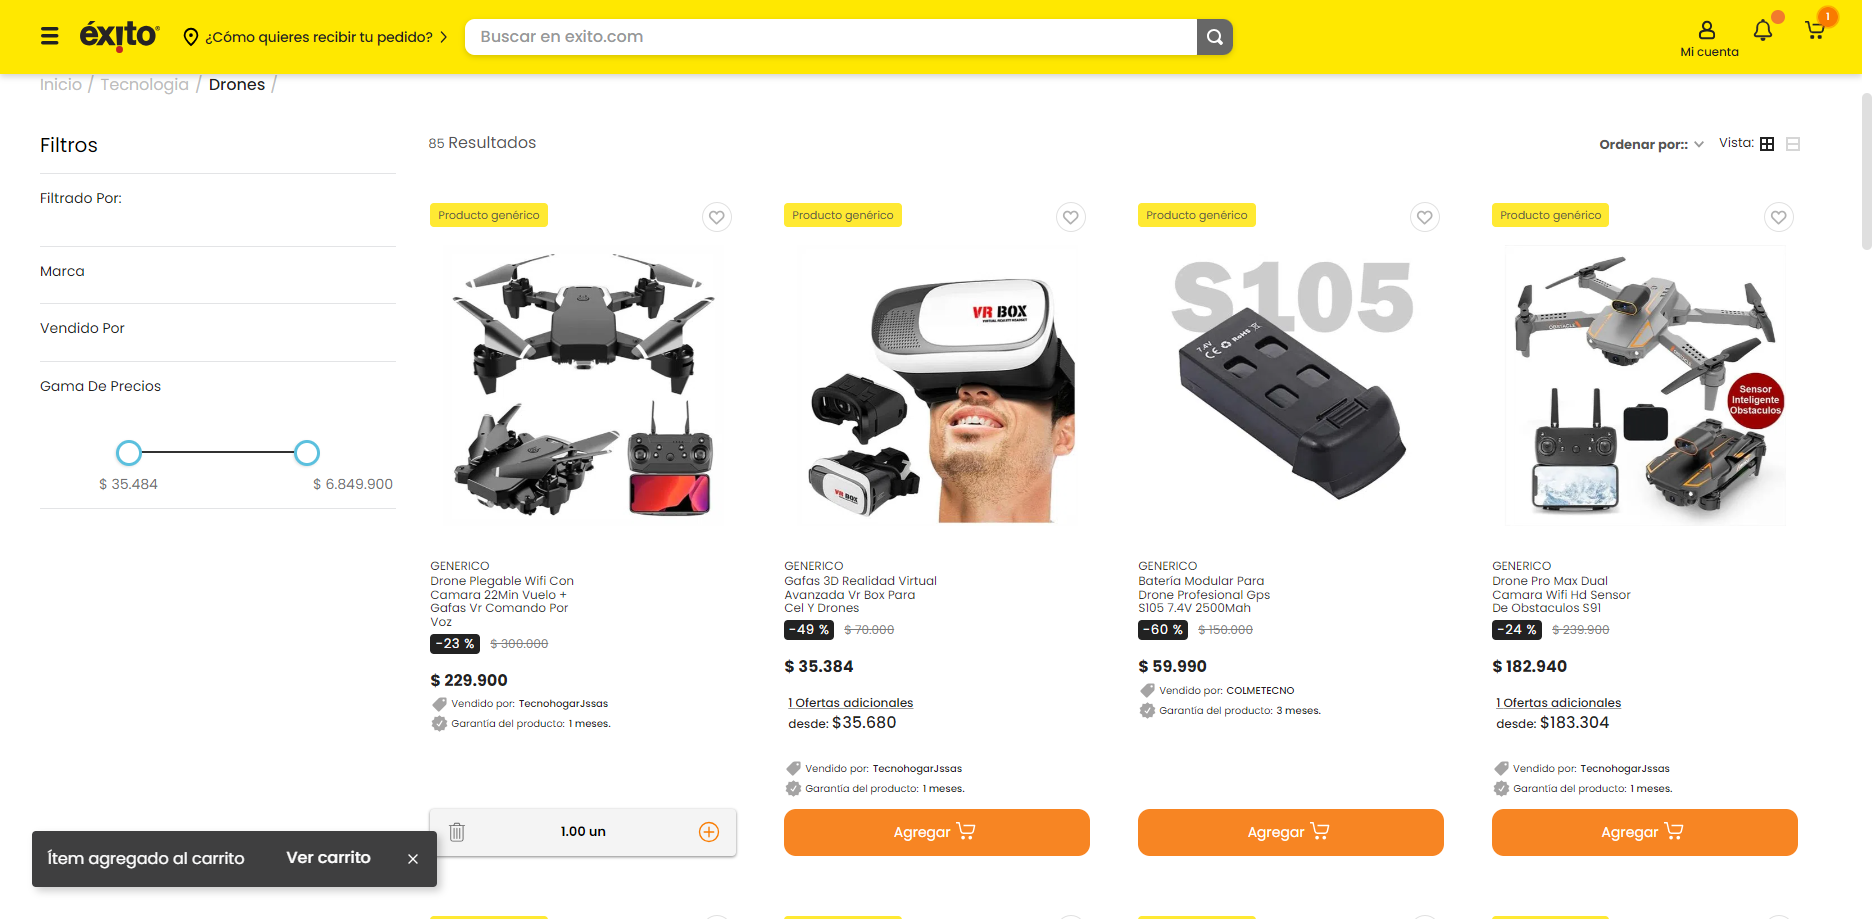 éxito
¿Cómo quieres recibir tu pedido?
Buscar en exito.com
Mi cuenta
1
Inicio / Tecnologia / Drones /
Filtros
Filtrado Por:
Marca
Vendido Por
Gama De Precios
$ 35.484
$ 6.849.900
85 Resultados
Ordenar por::
Vista:
Producto genérico
GENERICO
Drone Plegable Wifi Con
Camara 22Min Vuelo +
Gafas Vr Comando Por
Voz
-23 % $ 300.000
$ 229.900
Vendido por: TecnohogarJssas
Garantía del producto: 1 meses.
1.00 un
Producto genérico
VR BOX
VR BOX
GENERICO
Gafas 3D Realidad Virtual
Avanzada Vr Box Para
Cel Y Drones
-49 % $ 70.000
$ 35.384
1 Ofertas adicionales
desde: $35.680
Vendido por: TecnohogarJssas
Garantía del producto: 1 meses.
Agregar
Producto genérico
S105
7.4V
CE RoHS
GENERICO
Batería Modular Para
Drone Profesional Gps
S105 7.4V 2500Mah
-60 % $ 150.000
$ 59.990
Vendido por: COLMETECNO
Garantía del producto: 3 meses.
Agregar
Producto genérico
Sensor
Inteligente
Obstaculos
GENERICO
Drone Pro Max Dual
Camara Wifi Hd Sensor
De Obstaculos S91
-24 % $ 239.900
$ 182.940
1 Ofertas adicionales
desde: $183.304
Vendido por: TecnohogarJssas
Garantía del producto: 1 meses.
Agregar
Ítem agregado al carrito
Ver carrito